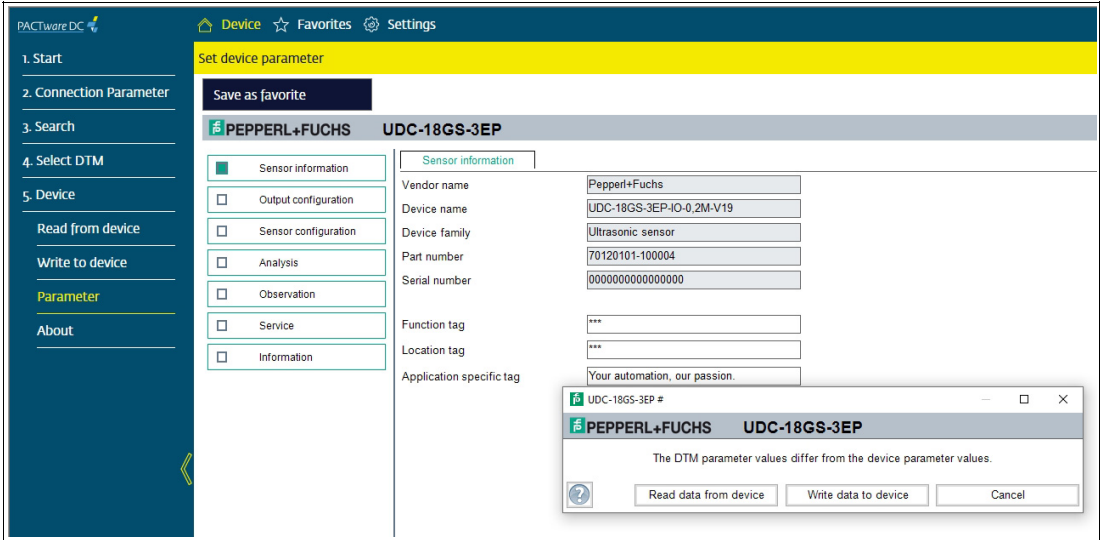 PACTware DC
Device Favorites Settings
1. Start
2. Connection Parameter
3. Search
4. Select DTM
5. Device
Read from device
Write to device
Parameter
About
Set device parameter
Save as favorite
PEPPERL+FUCHS UDC-18GS-3EP
Sensor information
Output configuration
Sensor configuration
Analysis
Observation
Service
Information
Sensor information
Vendor name Pepperl+Fuchs
Device name UDC-18GS-3EP-IO-0,2M-V19
Device family Ultrasonic sensor
Part number 70120101-100004
Serial number 0000000000000000
Function tag ***
Location tag ***
Application specific tag Your automation, our passion.
UDC-18GS-3EP #
PEPPERL+FUCHS UDC-18GS-3EP
The DTM parameter values differ from the device parameter values.
? Read data from device Write data to device Cancel